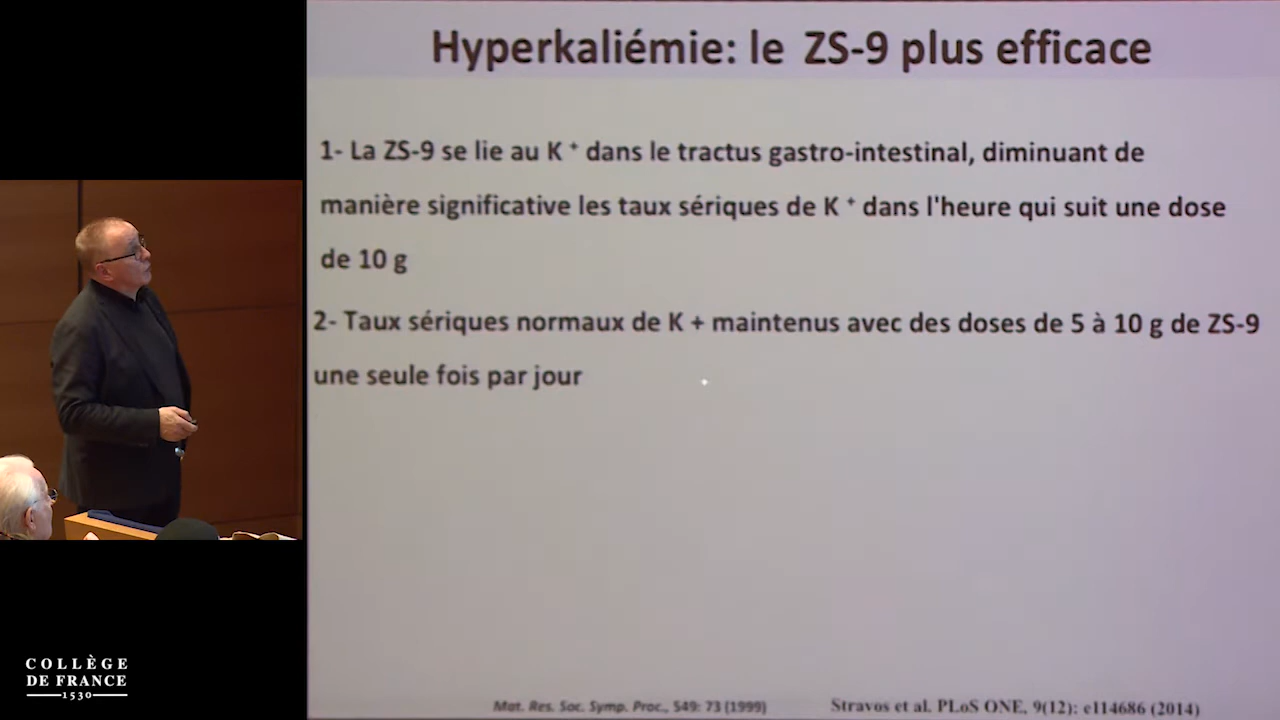 Hyperkaliémie: le ZS-9 plus efficace
1- La ZS-9 se lie au K + dans le tractus gastro-intestinal, diminuant de
manière significative les taux sériques de K + dans l'heure qui suit une dose
de 10 g
2- Taux sériques normaux de K + maintenus avec des doses de 5 à 10 g de ZS-9
une seule fois par jour
Mat. Res. Soc. Symp. Proc., 549: 73 (1999)
Stravos et al. PLoS ONE, 9(12): e114686 (2014)
COLLÈGE
DE FRANCE
1530